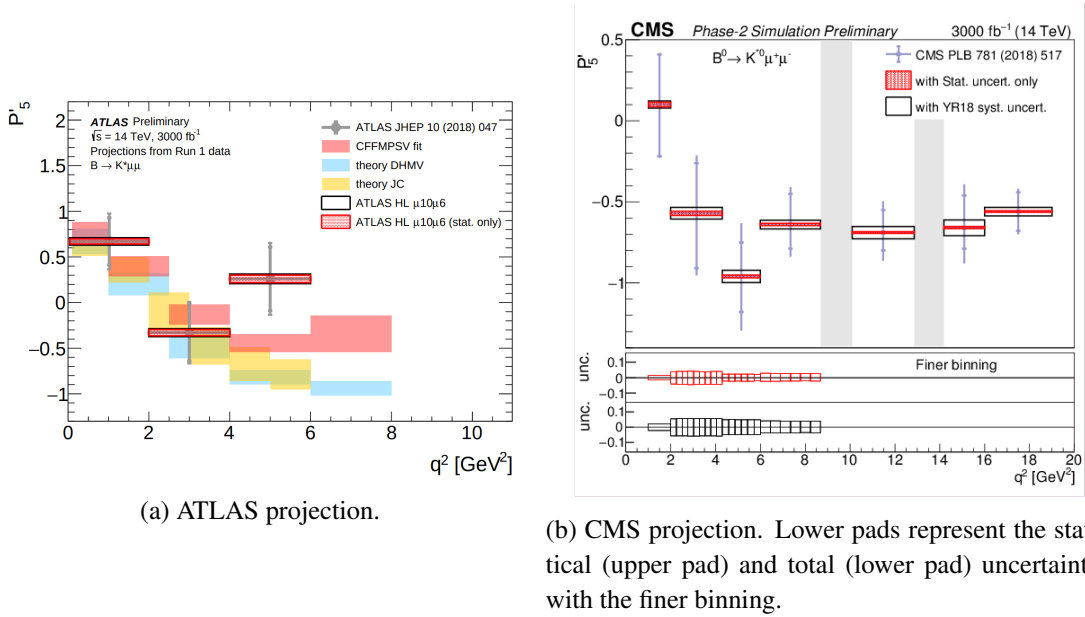 ATLAS Preliminary
√s = 14 TeV, 3000 fb⁻¹
Projections from Run 1 data
B → K*μμ
ATLAS JHEP 10 (2018) 047
CFFMPSV fit
theory DHMV
theory JC
ATLAS HL μ10μ6
ATLAS HL μ10μ6 (stat. only)
P'₅
2
1.5
1
0.5
0
−0.5
−1
0 2 4 6 8 10
q² [GeV²]
(a) ATLAS projection.
CMS Phase-2 Simulation Preliminary 3000 fb⁻¹ (14 TeV)
B⁰→ K*⁰μ⁺μ⁻
CMS PLB 781 (2018) 517
with Stat. uncert. only
with YR18 syst. uncert.
P'₅
0.5
0
−0.5
−1
Finer binning
unc.
0.1
0
−0.1
unc.
0.1
0
−0.1
0 2 4 6 8 10 12 14 16 18 20
q² [GeV²]
(b) CMS projection. Lower pads represent the sta
tical (upper pad) and total (lower pad) uncertaint
with the finer binning.